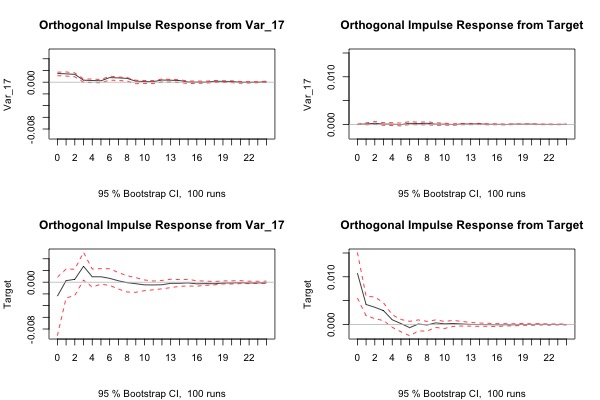 Orthogonal Impulse Response from Var_17
Orthogonal Impulse Response from Target
Var_17
0.000
-0.008
0 2 4 6 8 10 13 16 19 22
95 % Bootstrap CI, 100 runs
Var_17
0.010
0.000
0 2 4 6 8 10 13 16 19 22
95 % Bootstrap CI, 100 runs
Orthogonal Impulse Response from Var_17
Orthogonal Impulse Response from Target
Target
0.000
-0.008
0 2 4 6 8 10 13 16 19 22
95 % Bootstrap CI, 100 runs
Target
0.010
0.000
0 2 4 6 8 10 13 16 19 22
95 % Bootstrap CI, 100 runs